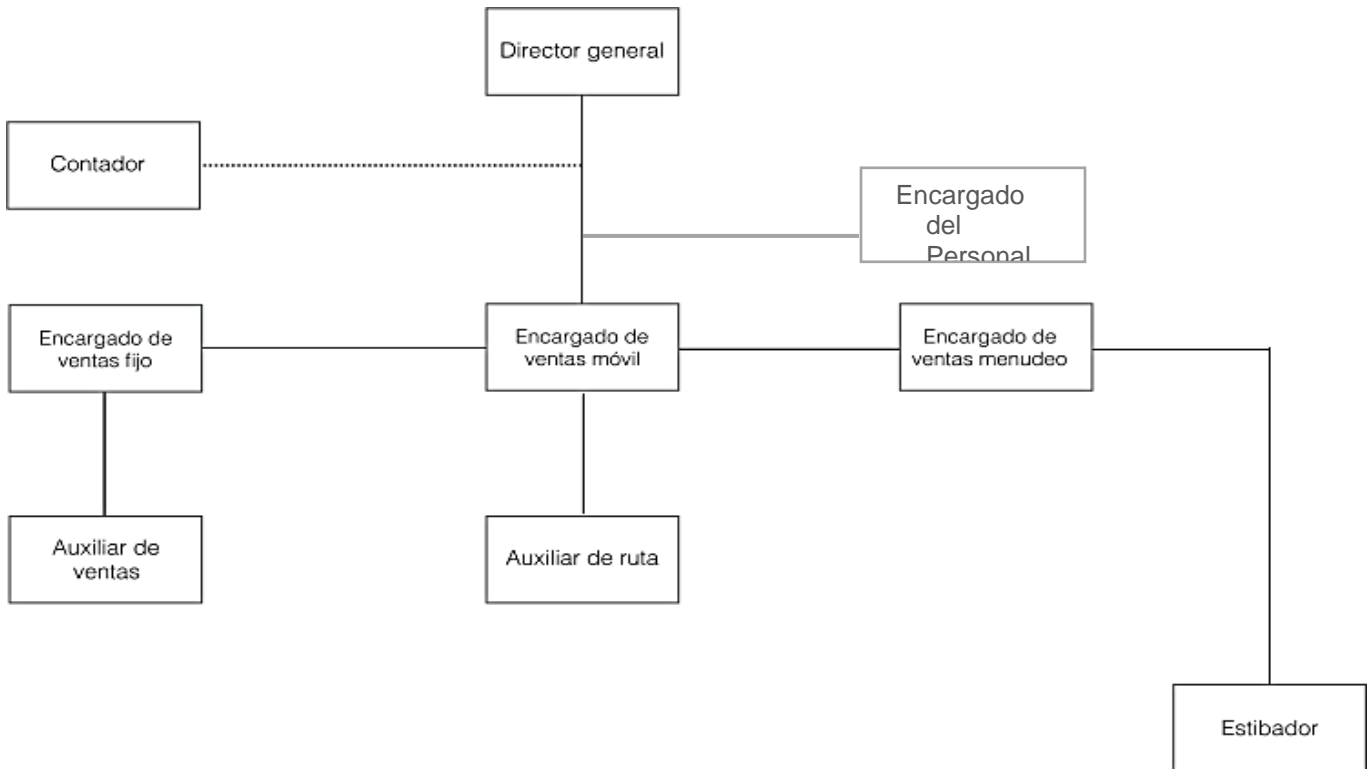 Director general
Contador
Encargado
del
Personal
Encargado de
ventas fijo
Encargado de
ventas móvil
Encargado de
ventas menudeo
Auxiliar de
ventas
Auxiliar de ruta
Estibador